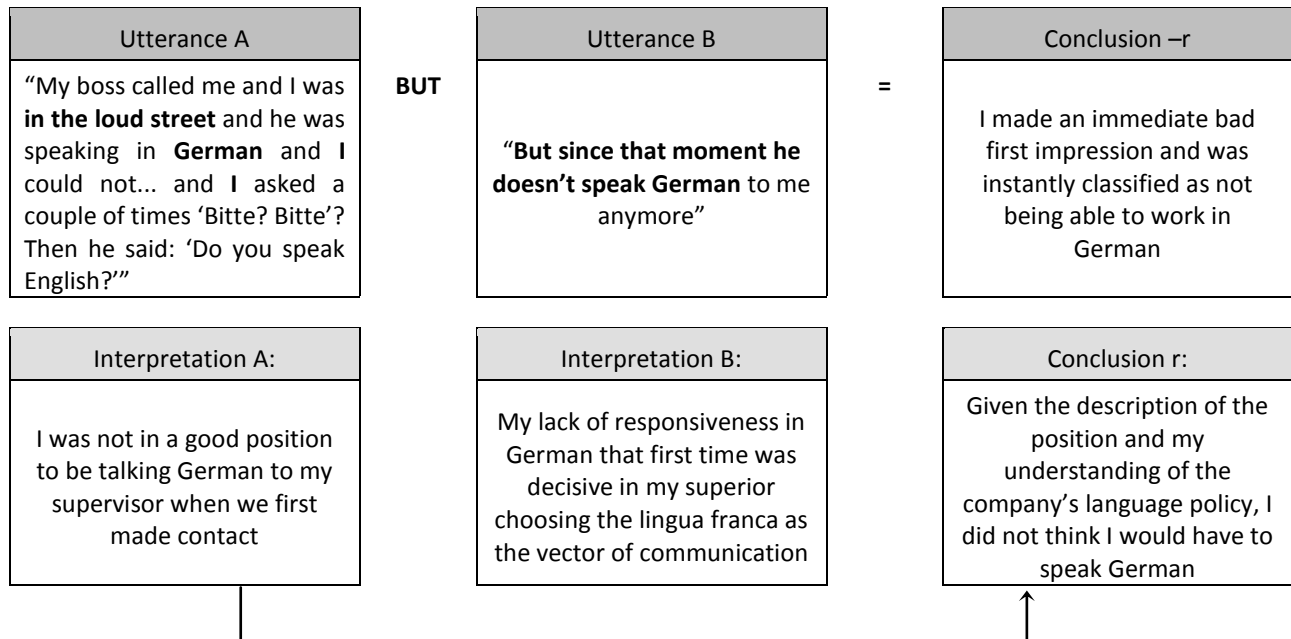 Utterance A
“My boss called me and I was
in the loud street and he was
speaking in German and I
could not... and I asked a
couple of times ‘Bitte? Bitte’?
Then he said: ‘Do you speak
English?’”
BUT
Utterance B
“But since that moment he
doesn’t speak German to me
anymore”
=
Conclusion –r
I made an immediate bad
first impression and was
instantly classified as not
being able to work in
German
Interpretation A:
I was not in a good position
to be talking German to my
supervisor when we first
made contact
Interpretation B:
My lack of responsiveness in
German that first time was
decisive in my superior
choosing the lingua franca as
the vector of communication
Conclusion r:
Given the description of the
position and my
understanding of the
company’s language policy, I
did not think I would have to
speak German